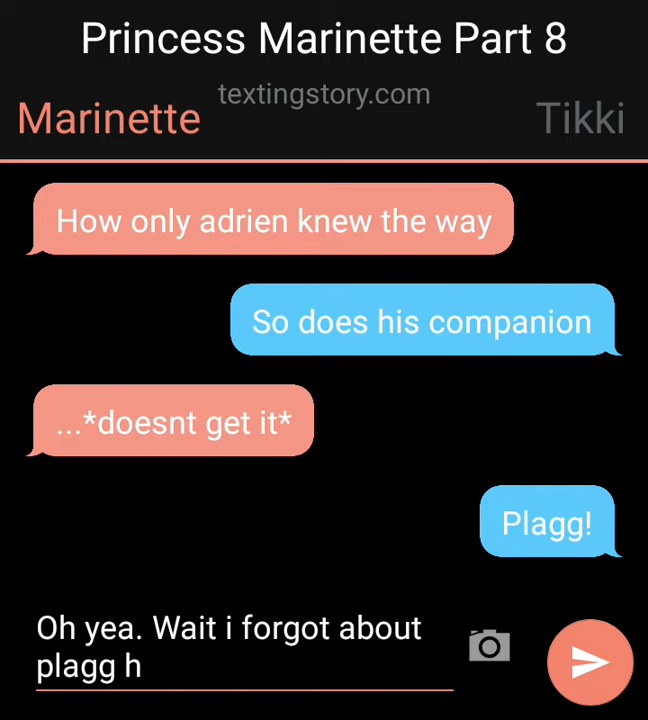 Princess Marinette Part 8
textingstory.com
Marinette
Tikki
How only adrien knew the way
So does his companion
...*doesnt get it*
Plagg!
Oh yea. Wait i forgot about
plagg h